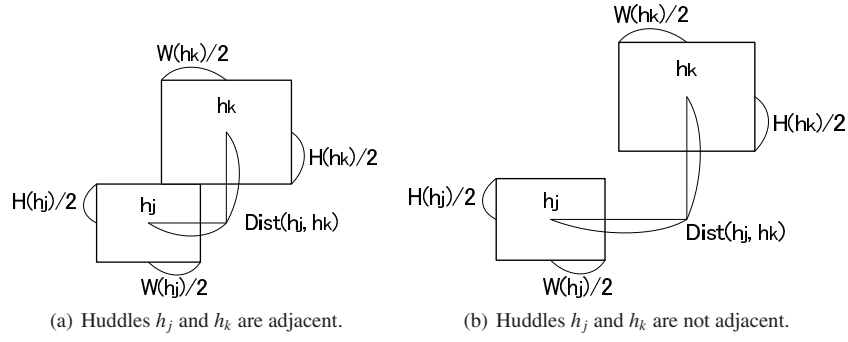 W(hk)/2
hk
H(hk)/2
H(hj)/2
hj
Dist(hj, hk)
W(hj)/2
(a) Huddles hj and hk are adjacent.
W(hk)/2
hk
H(hk)/2
H(hj)/2
hj
Dist(hj, hk)
W(hj)/2
(b) Huddles hj and hk are not adjacent.